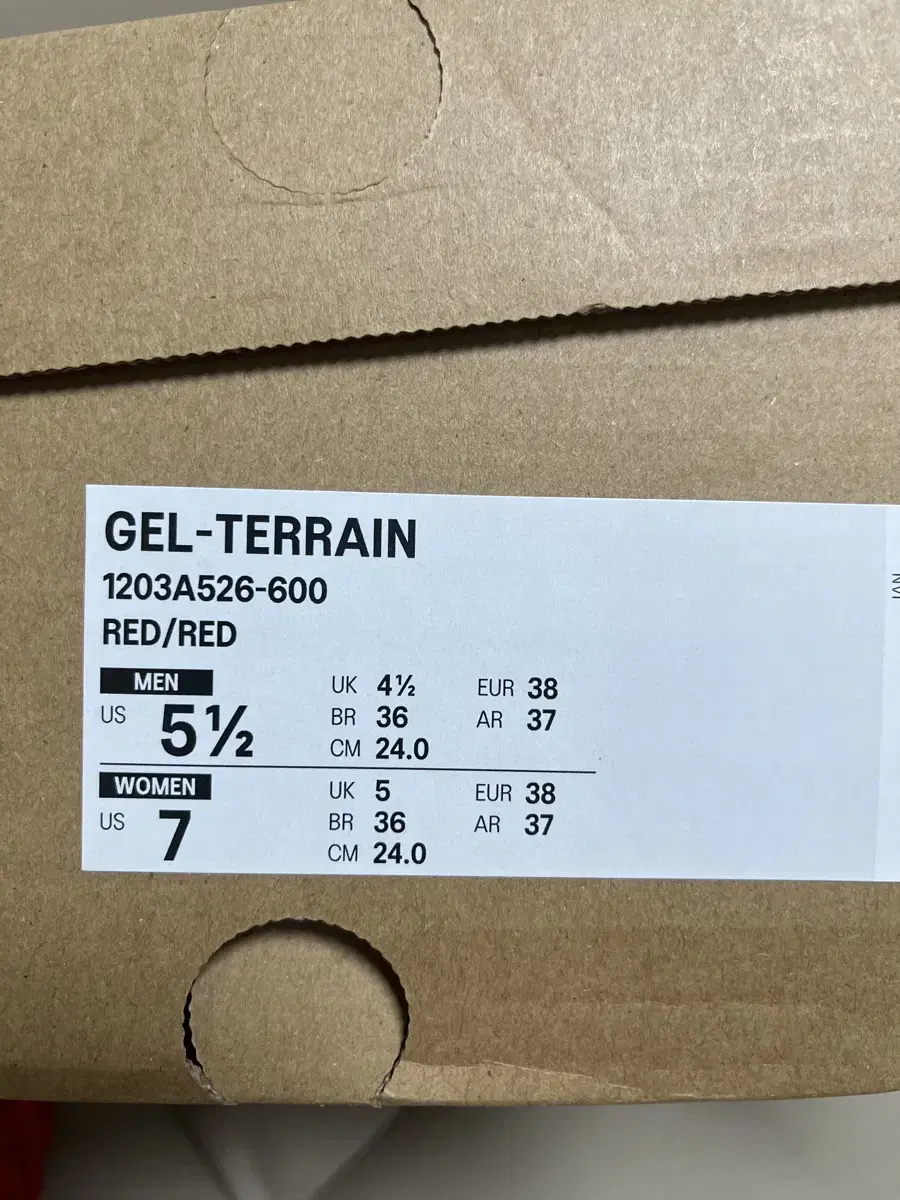 GEL-TERRAIN
1203A526-600
RED/RED
MEN
US 5½
UK 4½ EUR 38
BR 36 AR 37
CM 24.0
WOMEN
US 7
UK 5 EUR 38
BR 36 AR 37
CM 24.0